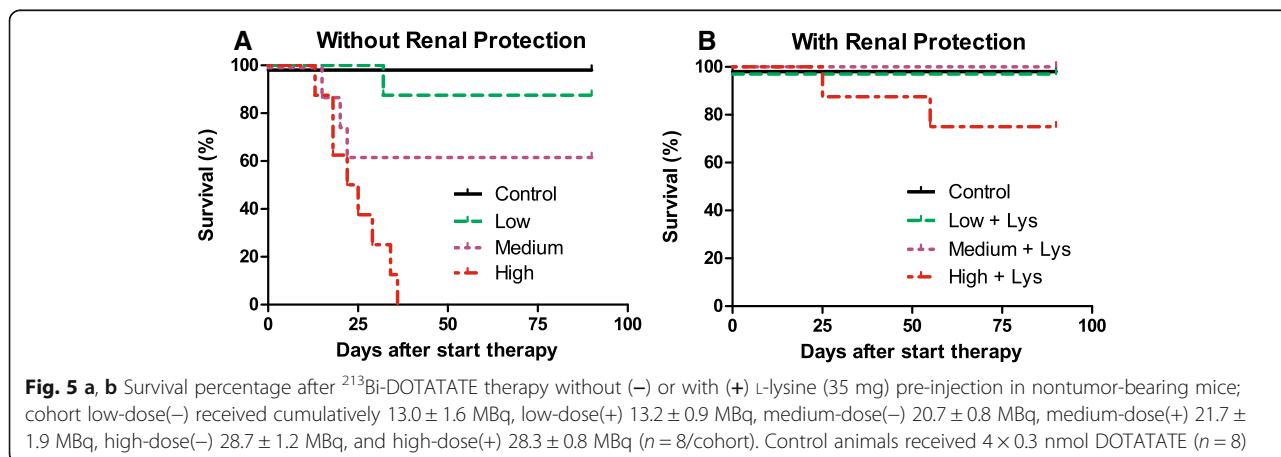 A Without Renal Protection
100
80
60
40
20
0
Survival (%)
Control
Low
Medium
High
0 25 50 75 100
Days after start therapy
B With Renal Protection
100
80
60
40
20
0
Survival (%)
Control
Low + Lys
Medium + Lys
High + Lys
0 25 50 75 100
Days after start therapy
Fig. 5 a, b Survival percentage after ²¹³Bi-DOTATATE therapy without (−) or with (+) L-lysine (35 mg) pre-injection in nontumor-bearing mice;
cohort low-dose(−) received cumulatively 13.0 ± 1.6 MBq, low-dose(+) 13.2 ± 0.9 MBq, medium-dose(−) 20.7 ± 0.8 MBq, medium-dose(+) 21.7 ±
1.9 MBq, high-dose(−) 28.7 ± 1.2 MBq, and high-dose(+) 28.3 ± 0.8 MBq (n = 8/cohort). Control animals received 4 × 0.3 nmol DOTATATE (n = 8)